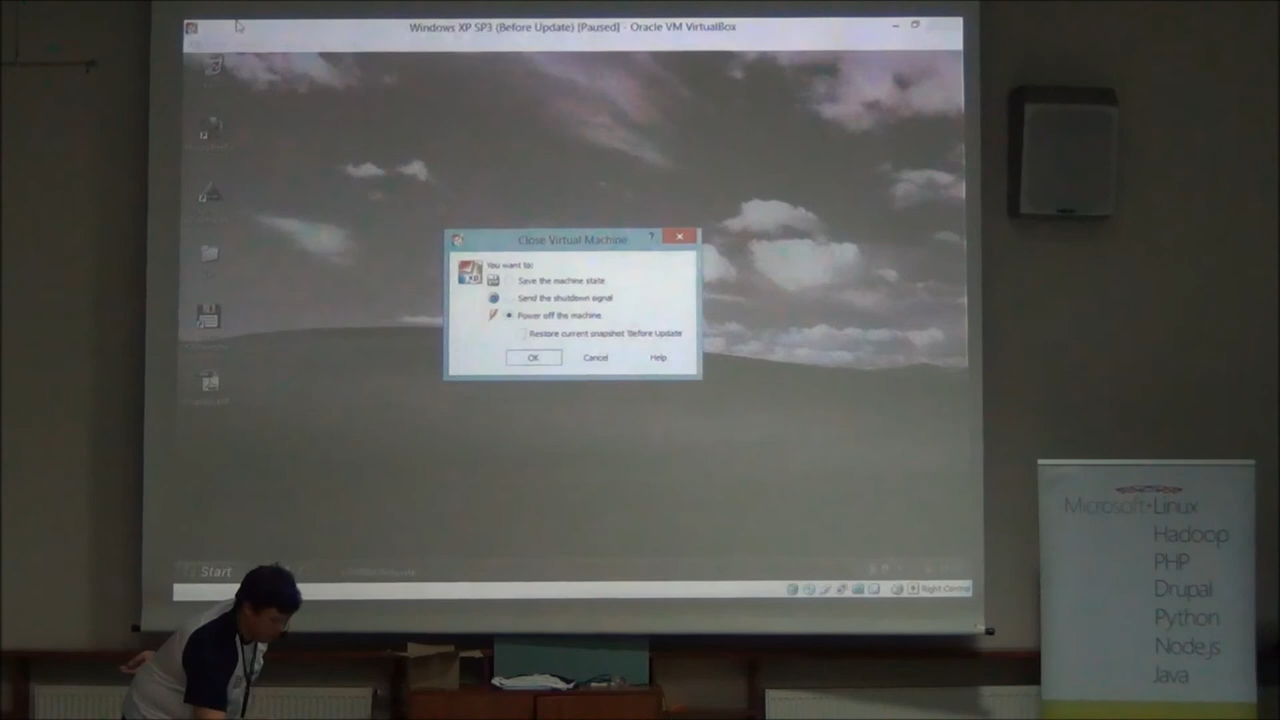 Windows XP SP3 (Before Update) [Paused] - Oracle VM VirtualBox
Close Virtual Machine
?
You want to:
Save the machine state
Send the shutdown signal
Power off the machine
Restore current snapshot 'Before Update'
OK
Cancel
Help
Start
Right Control
Microsoft+Linux
Hadoop
PHP
Drupal
Python
Node.js
Java